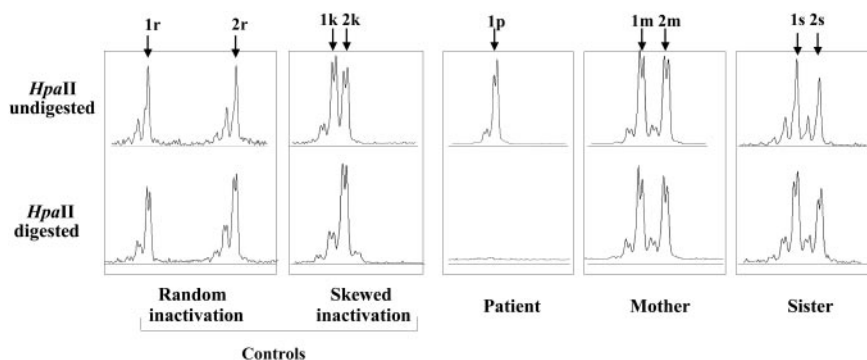 1r 2r 1k 2k 1p 1m 2m 1s 2s
HpaII
undigested
HpaII
digested
Random
inactivation
Skewed
inactivation
Patient Mother Sister
Controls